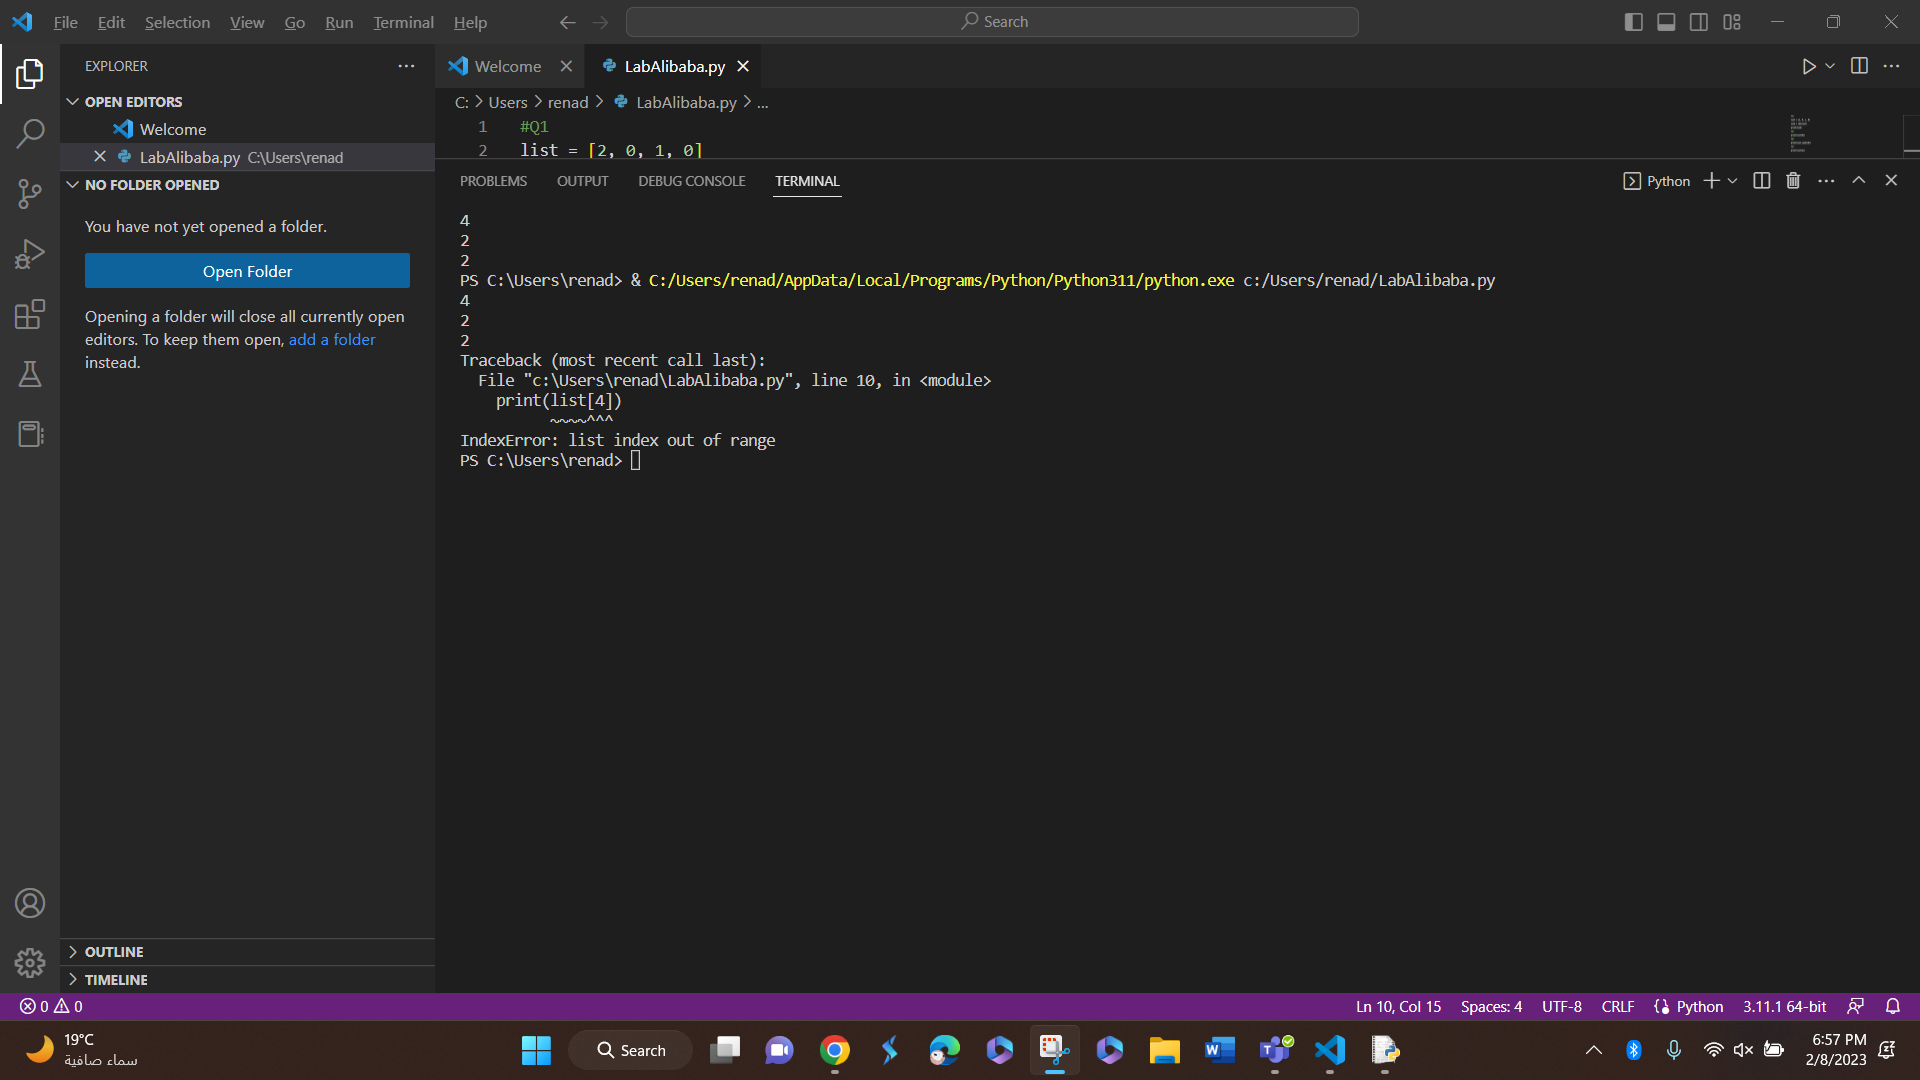 File Edit Selection View Go Run Terminal Help
Search
EXPLORER
OPEN EDITORS
Welcome
LabAlibaba.py C:\Users\renad
NO FOLDER OPENED
You have not yet opened a folder.
Open Folder
Opening a folder will close all currently open
editors. To keep them open, add a folder
instead.
OUTLINE
TIMELINE
Welcome
LabAlibaba.py
C: > Users > renad > LabAlibaba.py > ...
1 #Q1
2 list = [2, 0, 1, 0]
PROBLEMS OUTPUT DEBUG CONSOLE TERMINAL
Python
4
2
2
PS C:\Users\renad> & C:/Users/renad/AppData/Local/Programs/Python/Python311/python.exe c:/Users/renad/LabAlibaba.py
4
2
2
Traceback (most recent call last):
File "c:\Users\renad\LabAlibaba.py", line 10, in <module>
print(list[4])
~~~~^^^
IndexError: list index out of range
PS C:\Users\renad>
0 0
Ln 10, Col 15 Spaces: 4 UTF-8 CRLF Python 3.11.1 64-bit
19°C
سماء صافية
Search
6:57 PM
2/8/2023